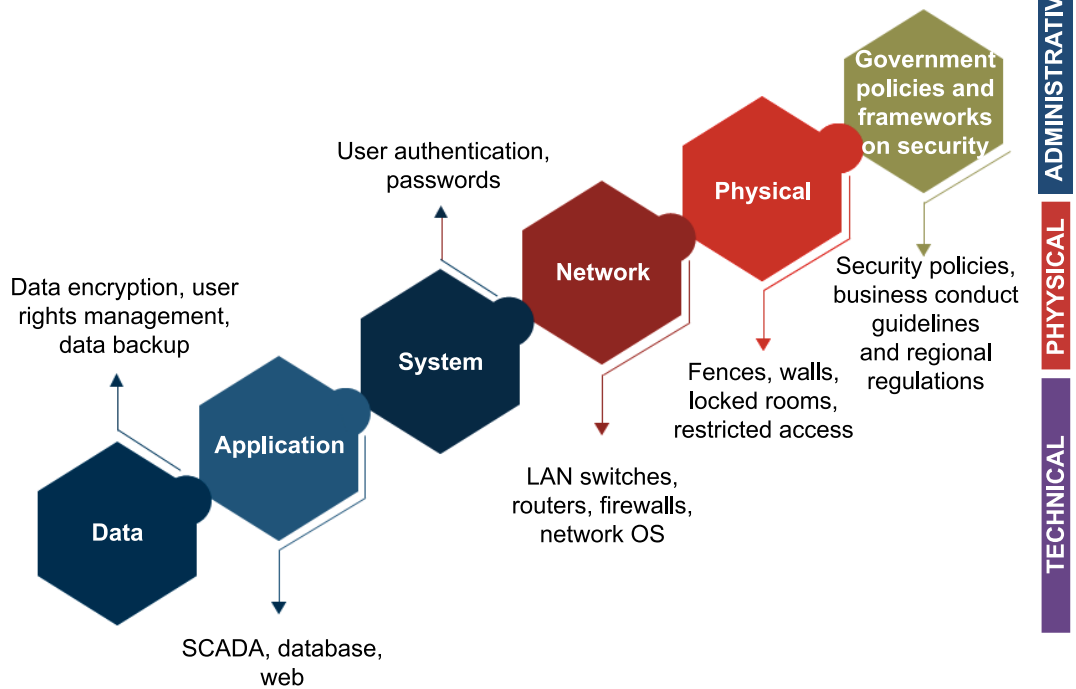 Data encryption, user
rights management,
data backup
Data
Application
SCADA, database,
web
User authentication,
passwords
System
Network
LAN switches,
routers, firewalls,
network OS
Physical
Fences, walls,
locked rooms,
restricted access
Government
policies and
frameworks
on security
Security policies,
business conduct
guidelines
and regional
regulations
ADMINISTRATIV
PHYYSICAL
TECHNICAL